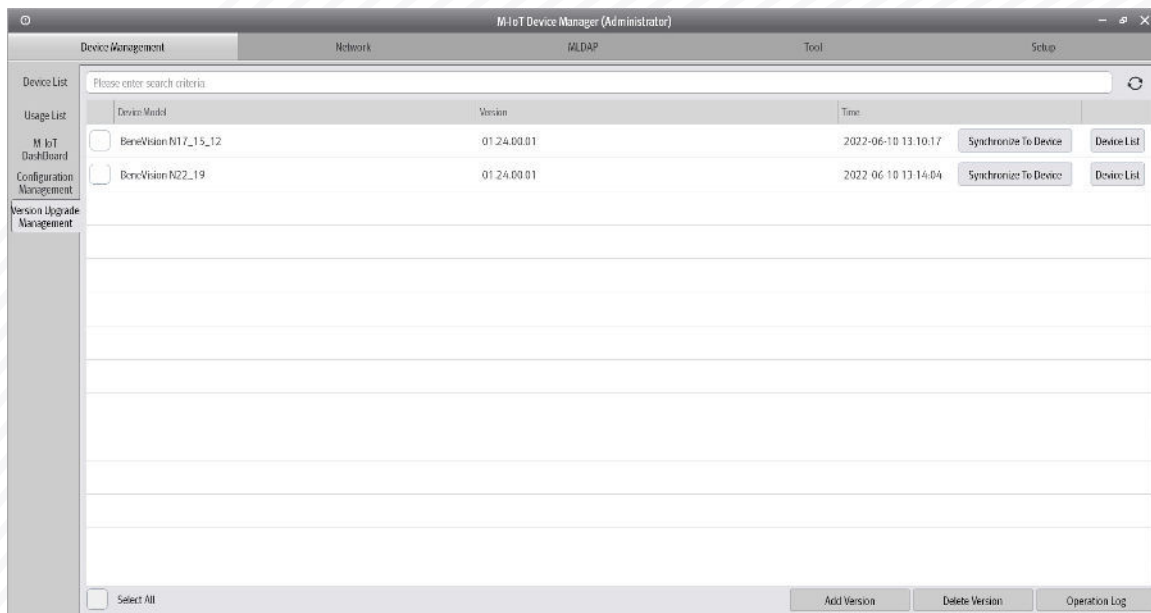 M-IoT Device Manager (Administrator)
Device Management Network MLDAP Tool Setup
Device List
Please enter search criteria
Usage List
Device Model Version Time
M-IoT
DashBoard
BeneVision N17_15_12 01.24.00.01 2022-06-10 13:10:17 Synchronize To Device Device List
Configuration
Management
BeneVision N22_19 01.24.00.01 2022-06-10 13:14:04 Synchronize To Device Device List
Version Upgrade
Management
Select All Add Version Delete Version Operation Log